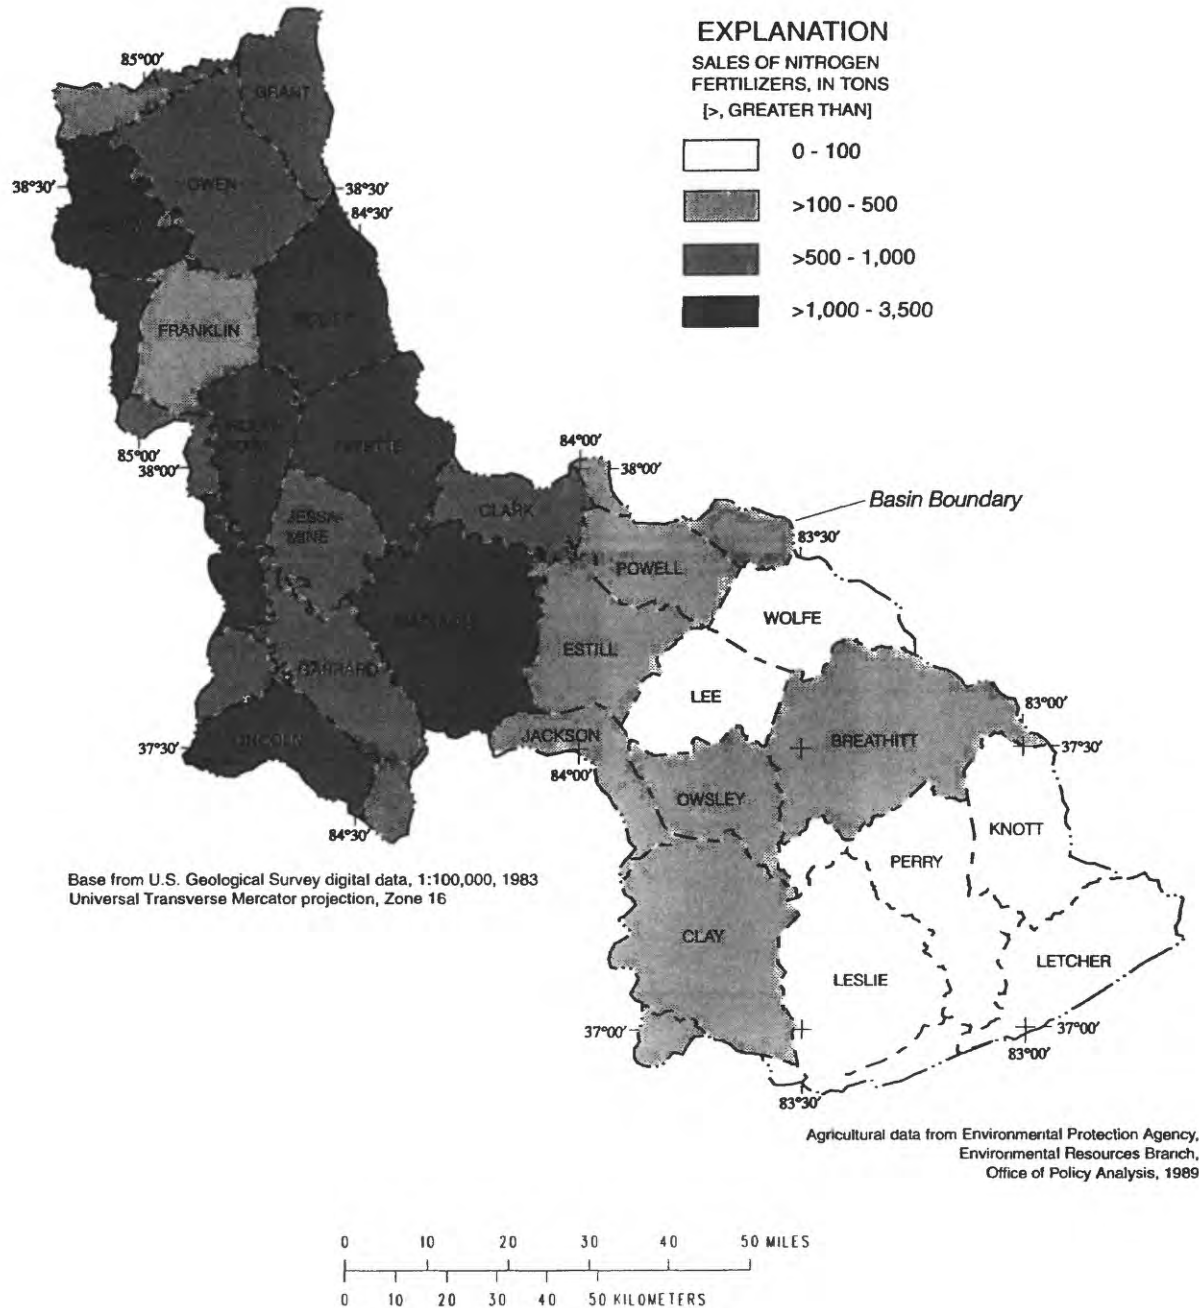 EXPLANATION
SALES OF NITROGEN
FERTILIZERS, IN TONS
[>, GREATER THAN]
0 - 100
>100 - 500
>500 - 1,000
>1,000 - 3,500
85°00′
GRANT
OWEN
38°30′
38°30′
84°30′
FRANKLIN
FAYETTE
85°00′
38°00′
84°00′
38°00′
CLARK
Basin Boundary
83°30′
JESSA-
MINE
POWELL
WOLFE
ESTILL
GARRARD
LEE
83°00′
37°30′
LINCOLN
JACKSON
BREATHITT
37°30′
84°00′
OWSLEY
84°30′
KNOTT
PERRY
Base from U.S. Geological Survey digital data, 1:100,000, 1983
Universal Transverse Mercator projection, Zone 16
CLAY
LESLIE
LETCHER
37°00′
37°00′
83°00′
83°30′
Agricultural data from Environmental Protection Agency,
Environmental Resources Branch,
Office of Policy Analysis, 1989
0 10 20 30 40 50 MILES
0 10 20 30 40 50 KILOMETERS